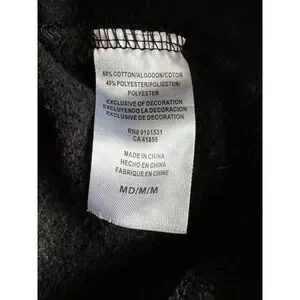 60% COTTON/ALGODON/COTON
40% POLYESTER/POLIESTER/
POLYESTER
EXCLUSIVE OF DECORATION
EXCLUYENDO LA DECORACION
EXCLUSIVE DE DECORATION
RN# 0101531
CA 41859
MADE IN CHINA
HECHO EN CHINA
FABRIQUE EN CHINE
MD/M/M